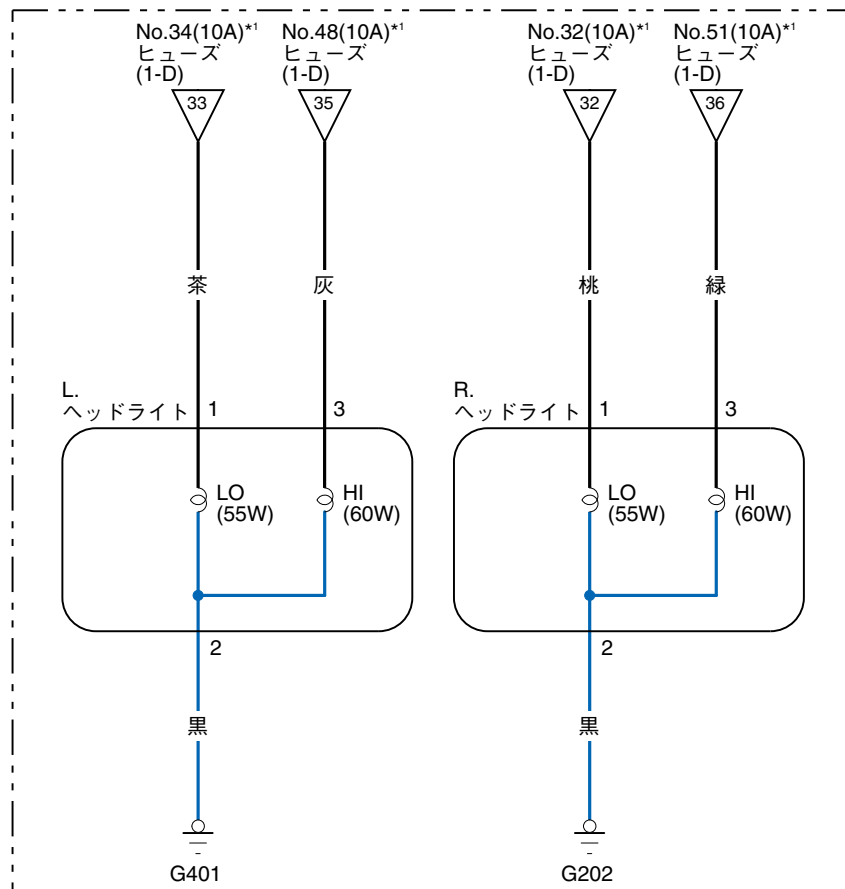 No.34(10A)*1
ヒューズ
(1-D)
33
No.48(10A)*1
ヒューズ
(1-D)
35
No.32(10A)*1
ヒューズ
(1-D)
32
No.51(10A)*1
ヒューズ
(1-D)
36
茶
灰
桃
緑
L.
ヘッドライト
1
3
LO
(55W)
HI
(60W)
2
黒
G401
R.
ヘッドライト
1
3
LO
(55W)
HI
(60W)
2
黒
G202